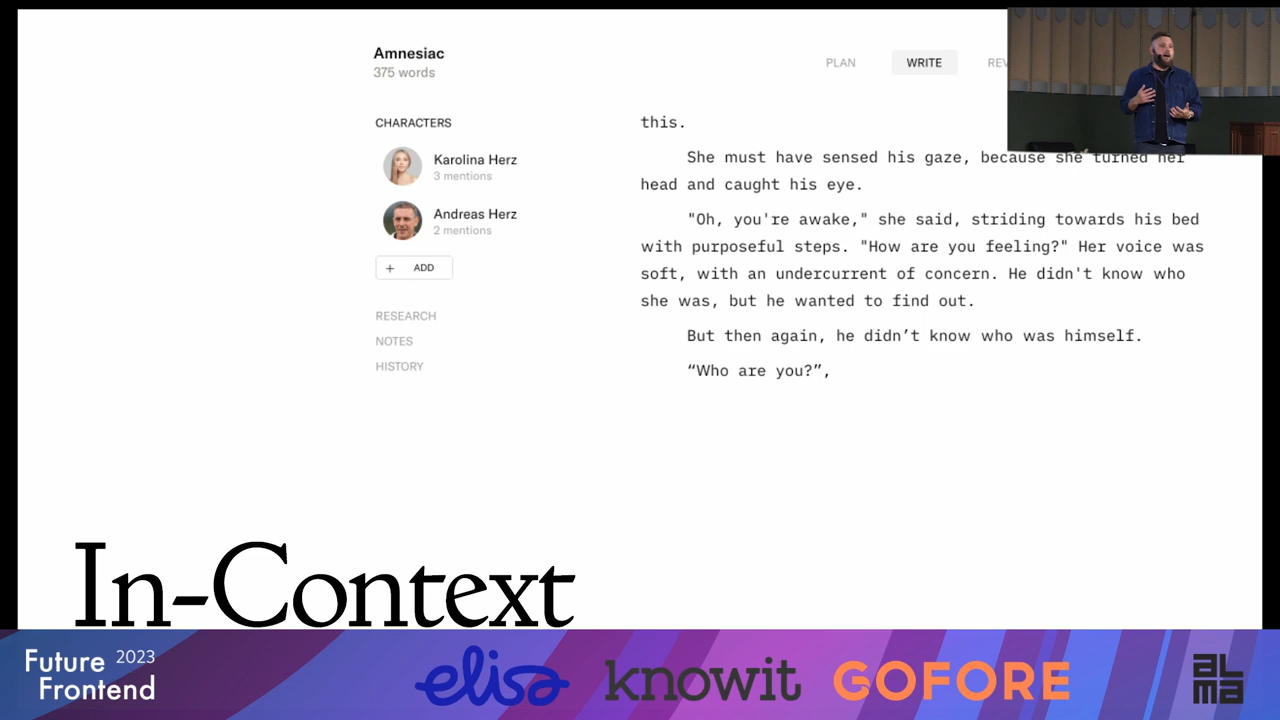 Amnesiac
375 words
PLAN
WRITE
CHARACTERS
Karolina Herz
3 mentions
Andreas Herz
2 mentions
+ ADD
RESEARCH
NOTES
HISTORY
this.
She must have sensed his gaze, because she turned her
head and caught his eye.
"Oh, you're awake," she said, striding towards his bed
with purposeful steps. "How are you feeling?" Her voice was
soft, with an undercurrent of concern. He didn't know who
she was, but he wanted to find out.
But then again, he didn’t know who was himself.
“Who are you?”,
In-Context
Future 2023
Frontend
elisa
knowit
GOFORE
ALMA